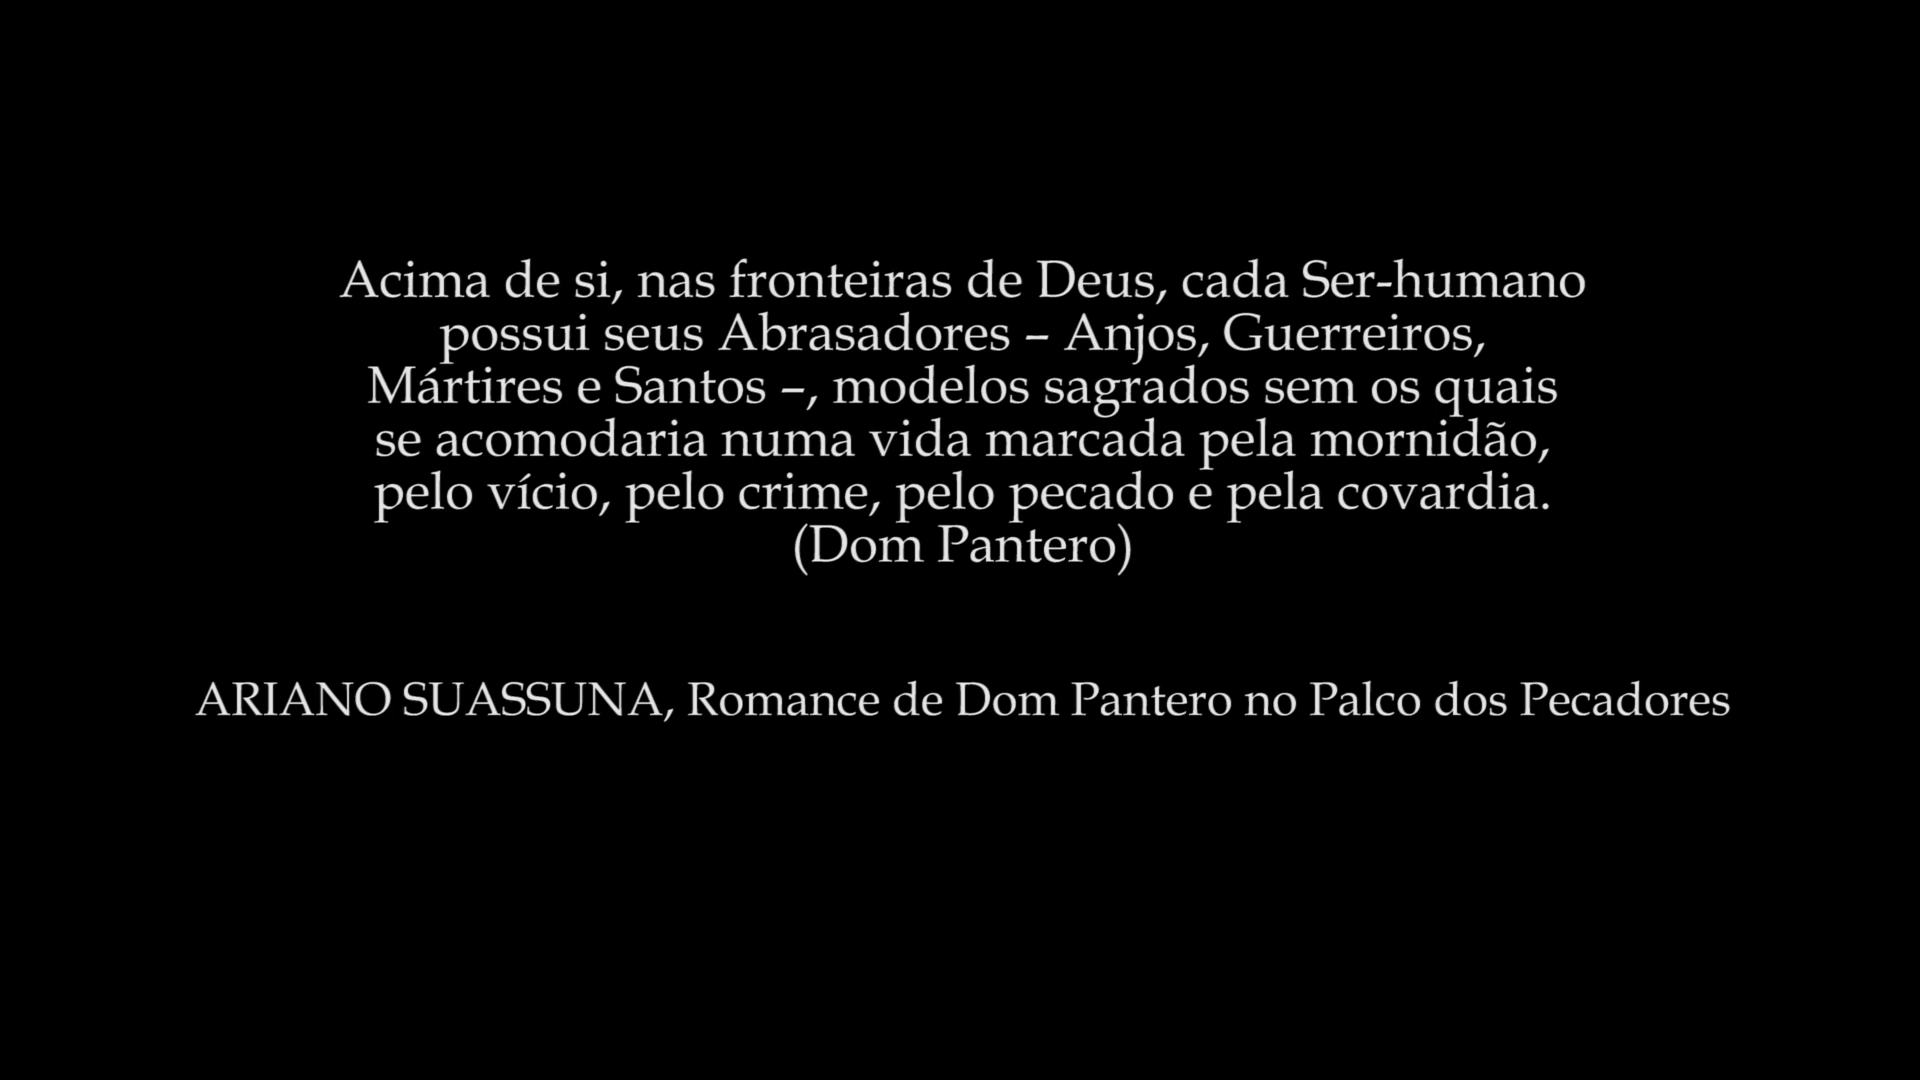 Acima de si, nas fronteiras de Deus, cada Ser-humano
possui seus Abrasadores – Anjos, Guerreiros,
Mártires e Santos –, modelos sagrados sem os quais
se acomodaria numa vida marcada pela mornidão,
pelo vício, pelo crime, pelo pecado e pela covardia.
(Dom Pantero)
ARIANO SUASSUNA, Romance de Dom Pantero no Palco dos Pecadores